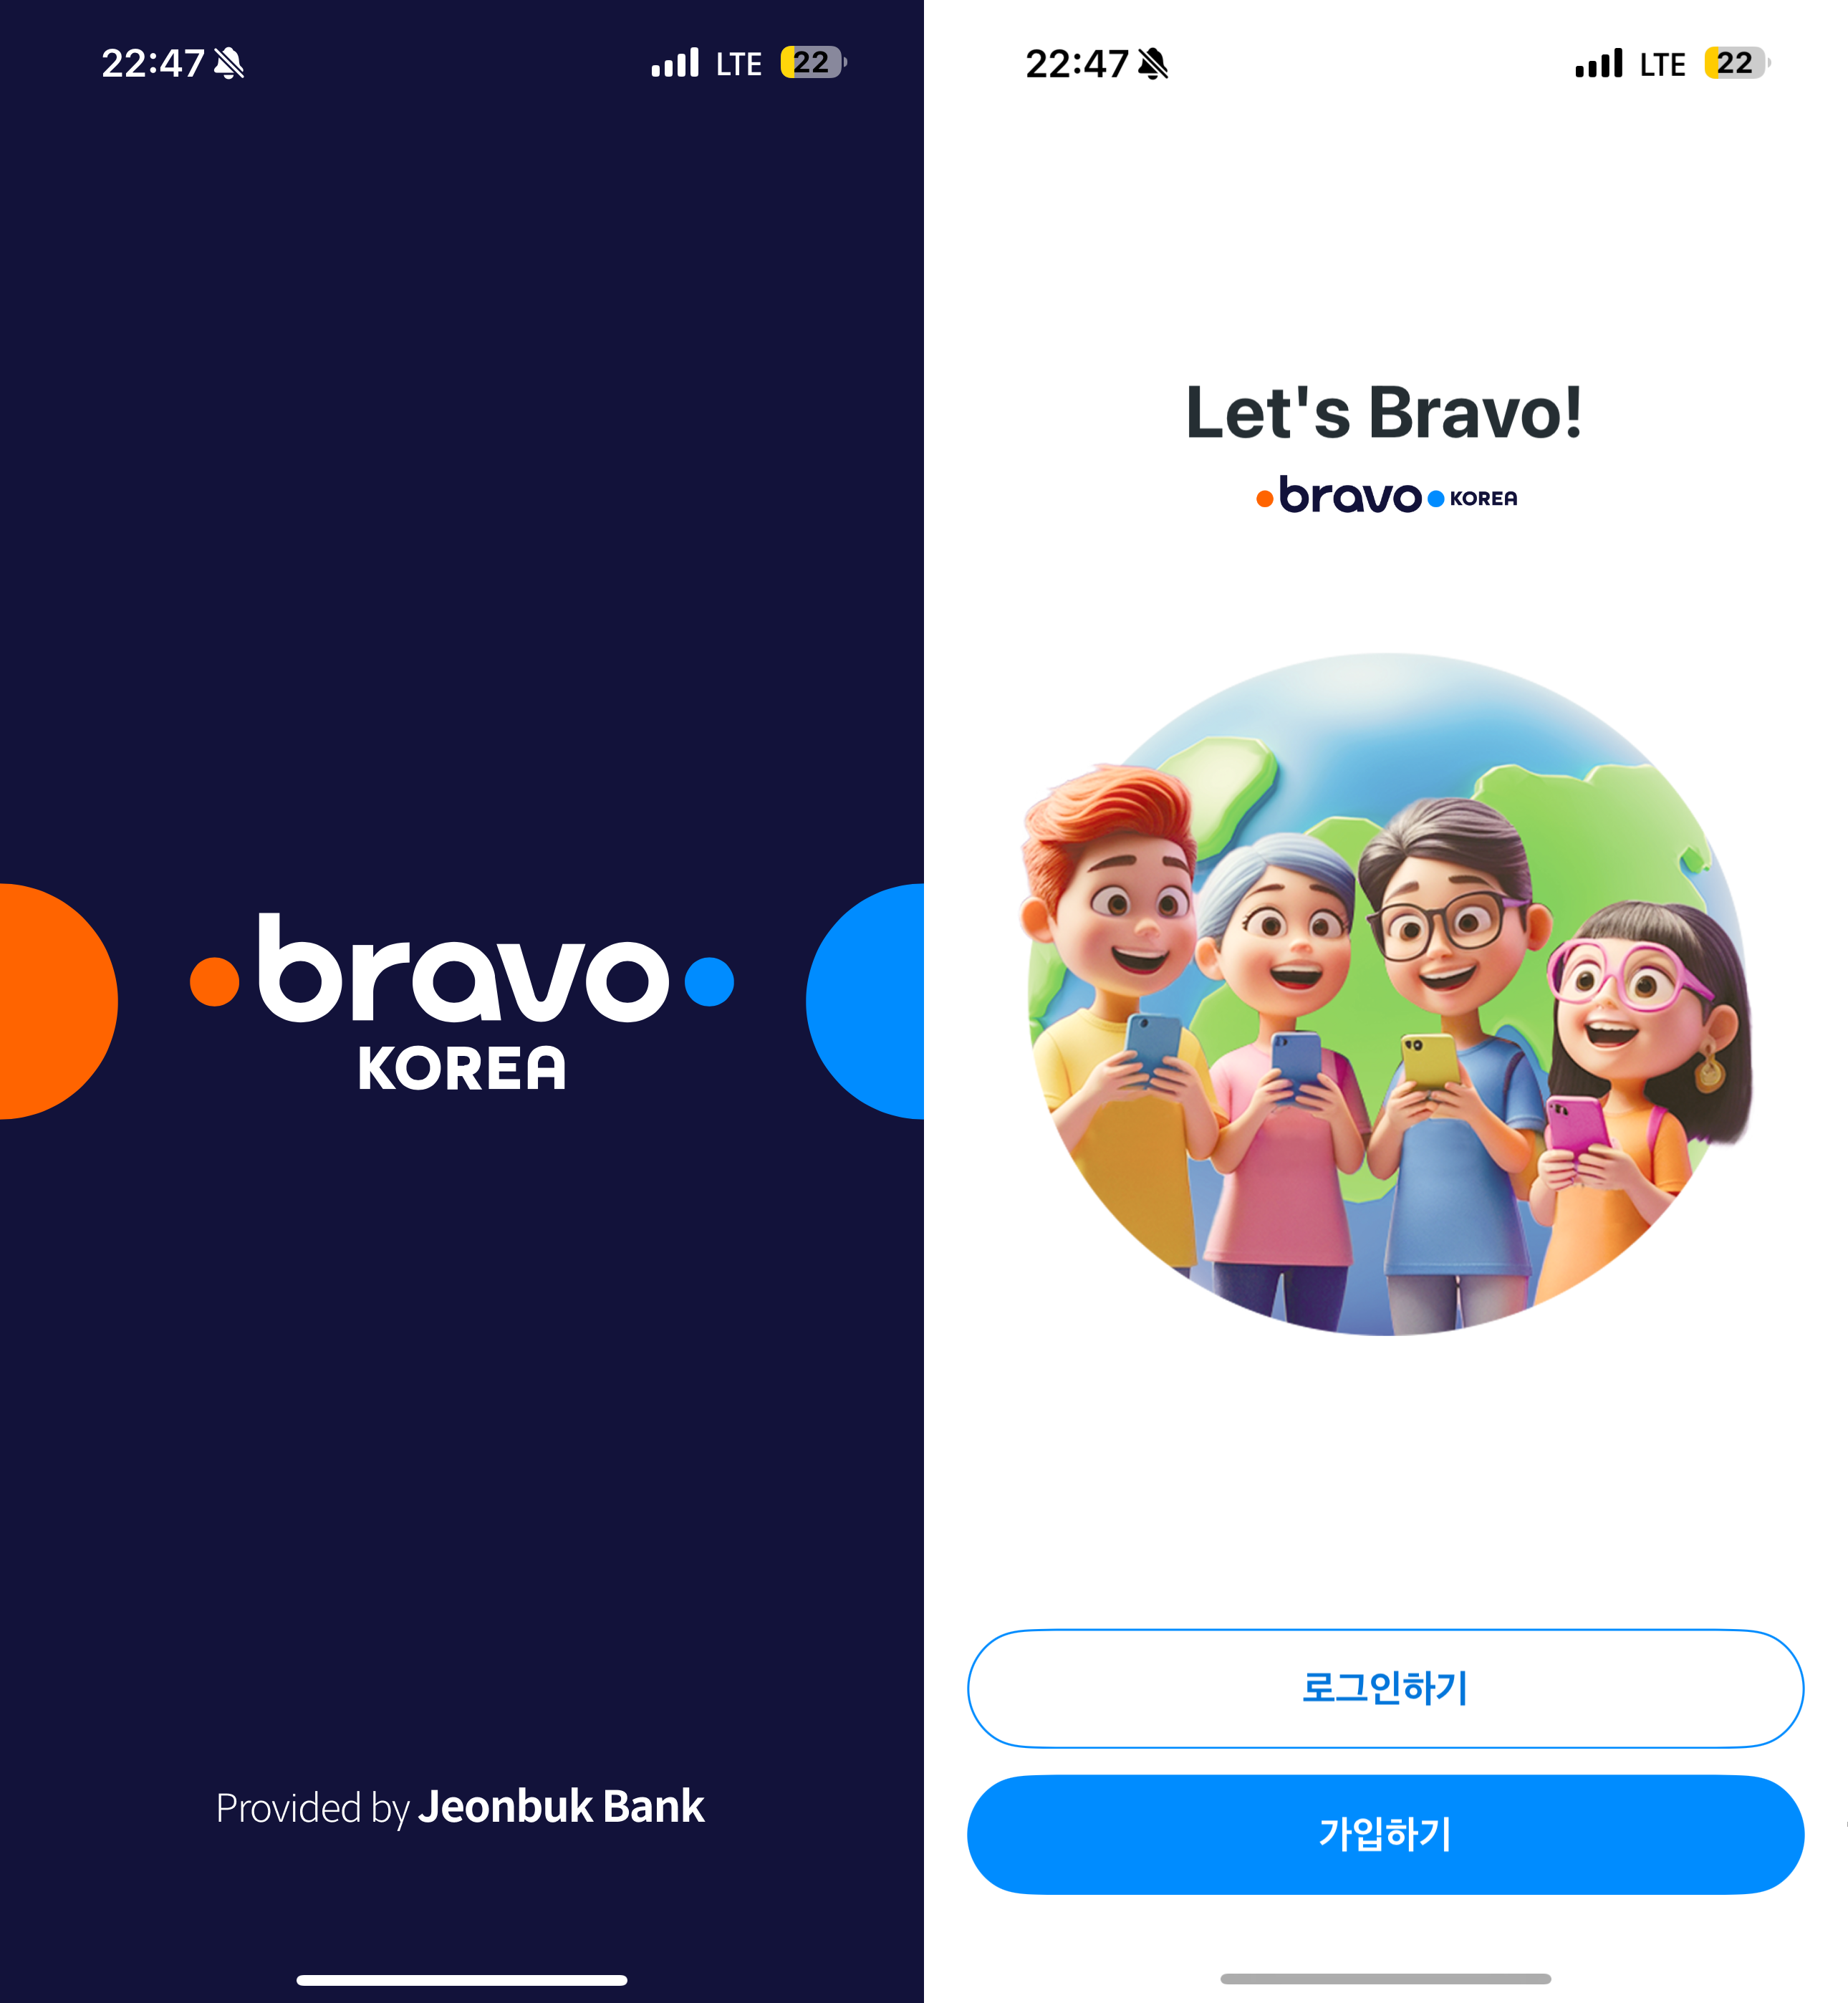 22:47 LTE 22
bravo
KOREA
Provided by Jeonbuk Bank
22:47 LTE 22
Let's Bravo!
bravo KOREA
로그인하기
가입하기